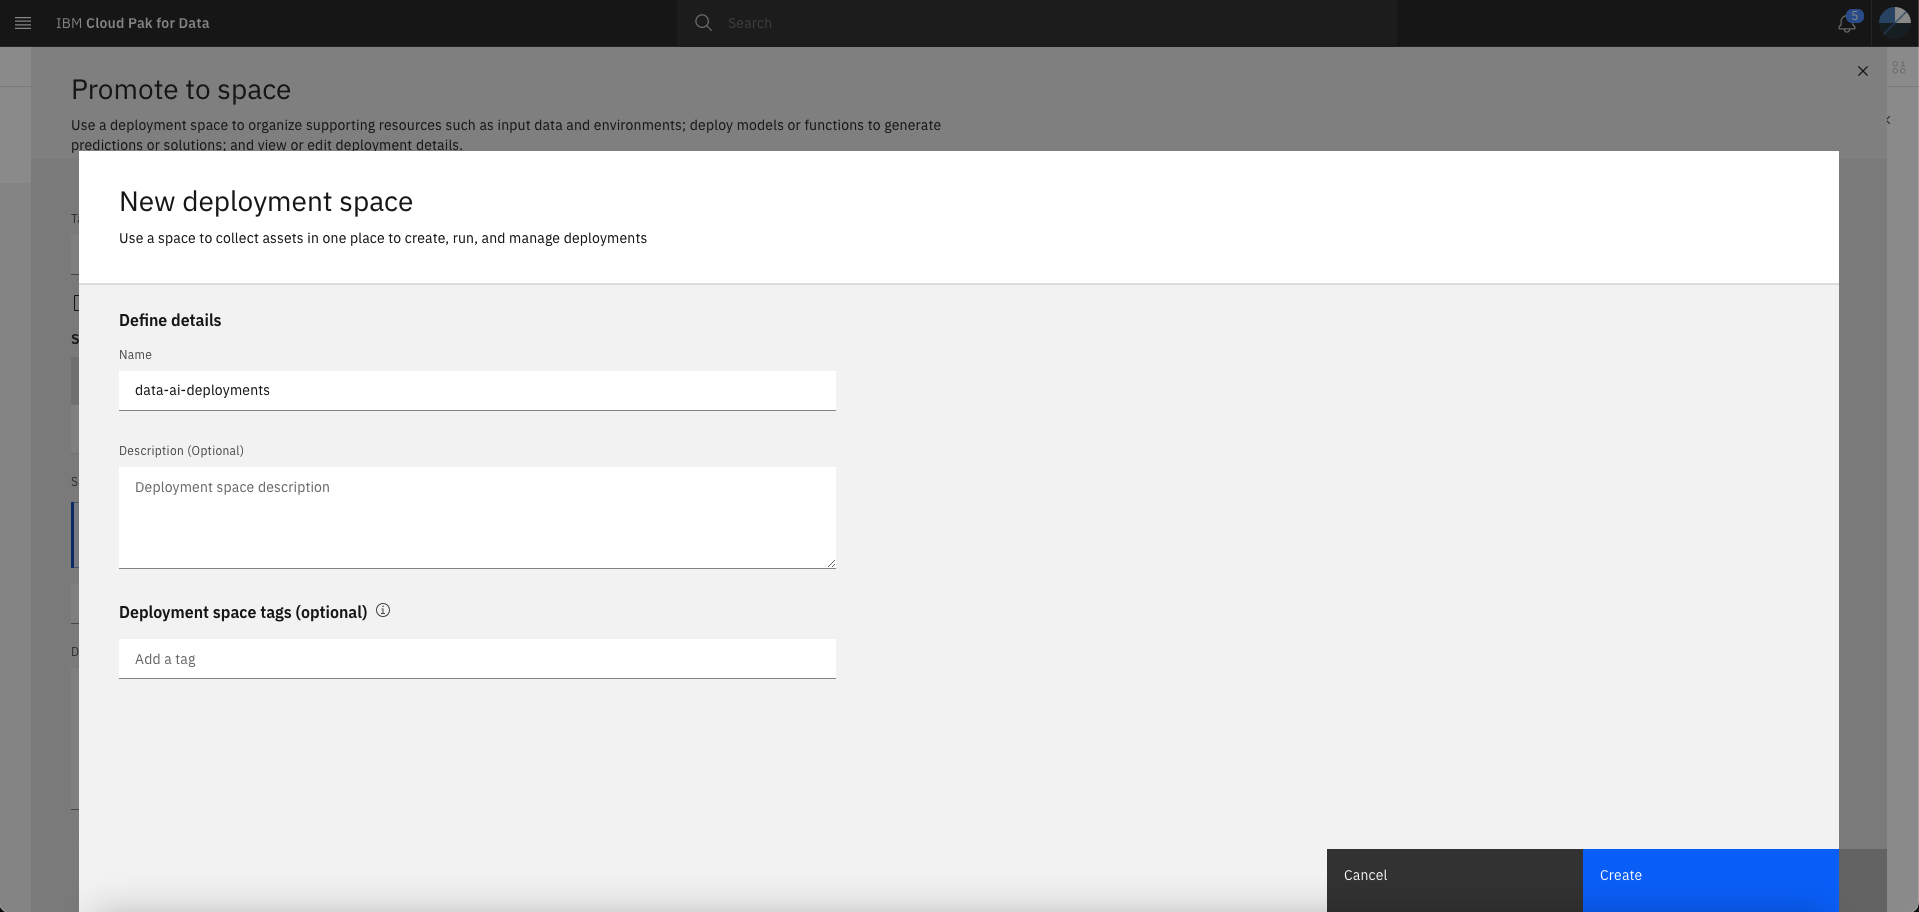 IBM Cloud Pak for Data
Search
5
Promote to space
Use a deployment space to organize supporting resources such as input data and environments; deploy models or functions to generate
predictions or solutions; and view or edit deployment details.
New deployment space
Use a space to collect assets in one place to create, run, and manage deployments
Define details
Name
data-ai-deployments
Description (Optional)
Deployment space description
Deployment space tags (optional)
Add a tag
Cancel
Create